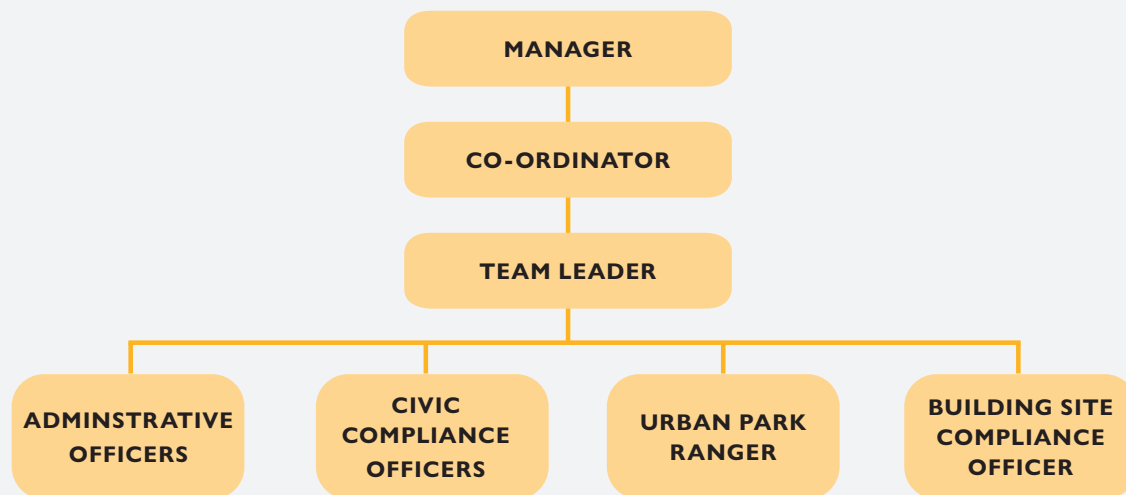 MANAGER
CO-ORDINATOR
TEAM LEADER
ADMINSTRATIVE
OFFICERS
CIVIC
COMPLIANCE
OFFICERS
URBAN PARK
RANGER
BUILDING SITE
COMPLIANCE
OFFICER